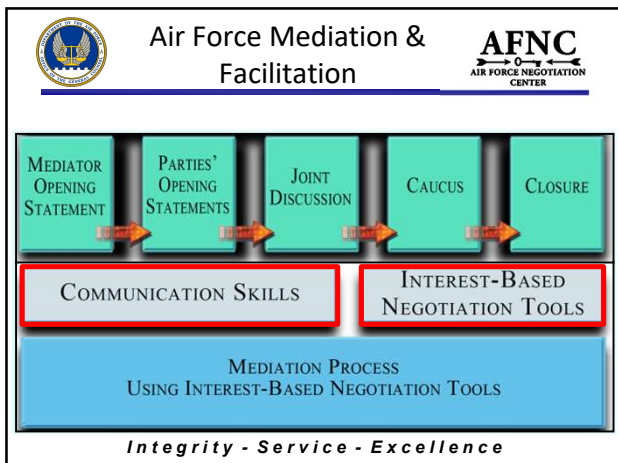 Air Force Mediation &
Facilitation
AFNC
AIR FORCE NEGOTIATION
CENTER
MEDIATOR
OPENING
STATEMENT
PARTIES'
OPENING
STATEMENTS
JOINT
DISCUSSION
CAUCUS
CLOSURE
COMMUNICATION SKILLS
INTEREST-BASED
NEGOTIATION TOOLS
MEDIATION PROCESS
USING INTEREST-BASED NEGOTIATION TOOLS
Integrity - Service - Excellence